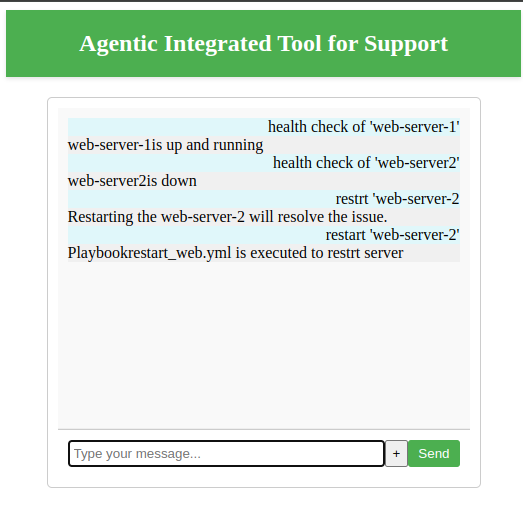 Agentic Integrated Tool for Support
health check of 'web-server-1'
web-server-1is up and running
health check of 'web-server2'
web-server2is down
restrt 'web-server-2
Restarting the web-server-2 will resolve the issue.
restart 'web-server-2'
Playbookrestart_web.yml is executed to restrt server
Type your message... + Send